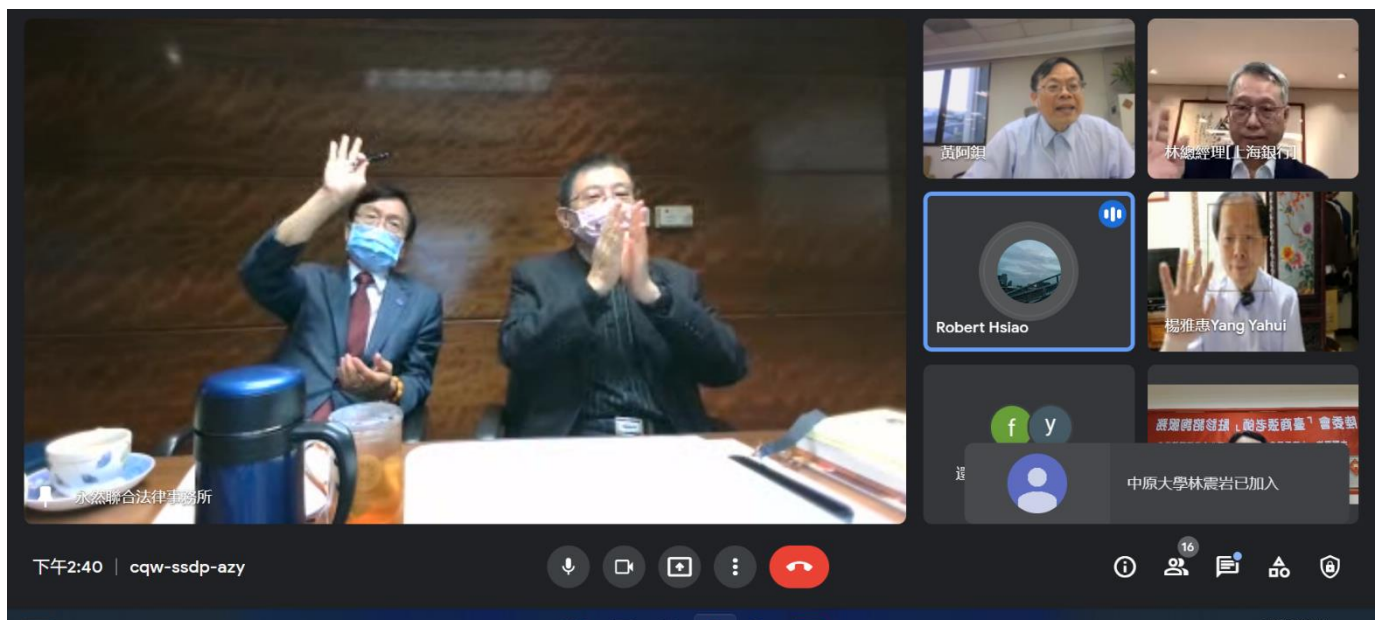 黃阿鋇
林總經理[上海銀行]
Robert Hsiao
楊雅惠Yang Yahui
永然聯合法律事務所
f
y
還
中原大學林震岩已加入
下午2:40
cqw-ssdp-azy
16